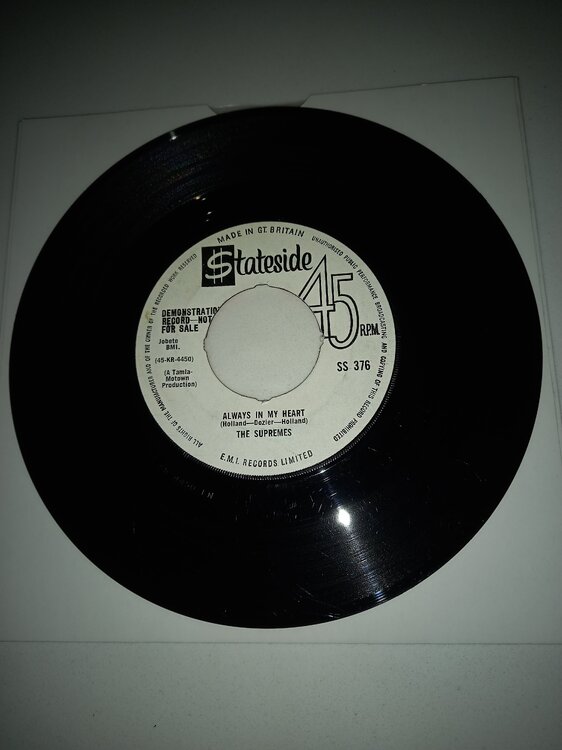 MADE IN GT. BRITAIN
$tateside
45
R.P.M.
DEMONSTRATION
RECORD—NOT
FOR SALE
Jobete
BMI.
(45-KR-4450)
(A Tamla-
Motown
Production)
SS 376
ALWAYS IN MY HEART
(Holland—Dozier—Holland)
THE SUPREMES
E.M.I. RECORDS LIMITED
ALL RIGHTS OF THE MANUFACTURER AND OF THE OWNER OF THE RECORDED WORK RESERVED
UNAUTHORISED PUBLIC PERFORMANCE BROADCASTING AND COPYING OF THIS RECORD PROHIBITED